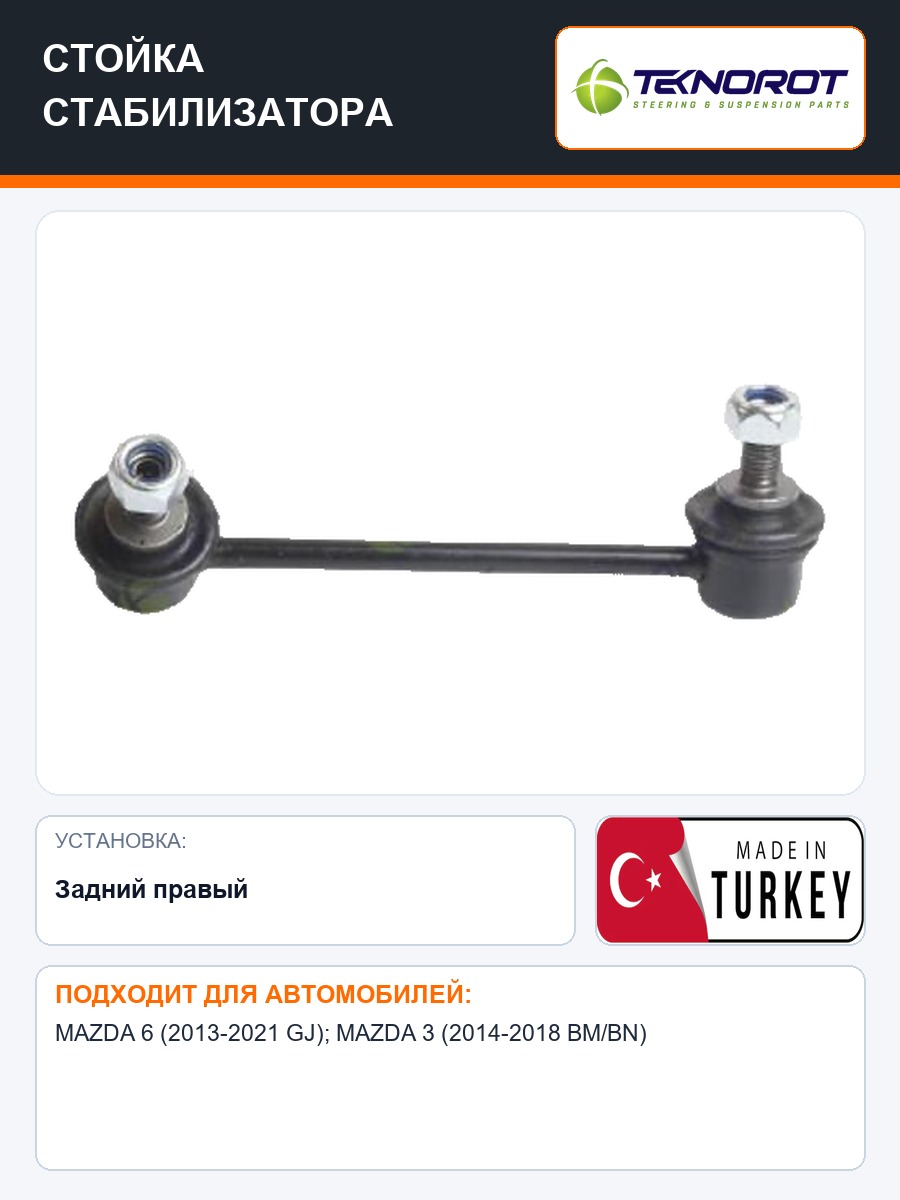 СТОЙКА
СТАБИЛИЗАТОРА
TEKNOROT
STEERING & SUSPENSION PARTS
УСТАНОВКА:
Задний правый
MADE IN
TURKEY
ПОДХОДИТ ДЛЯ АВТОМОБИЛЕЙ:
MAZDA 6 (2013-2021 GJ); MAZDA 3 (2014-2018 BM/BN)